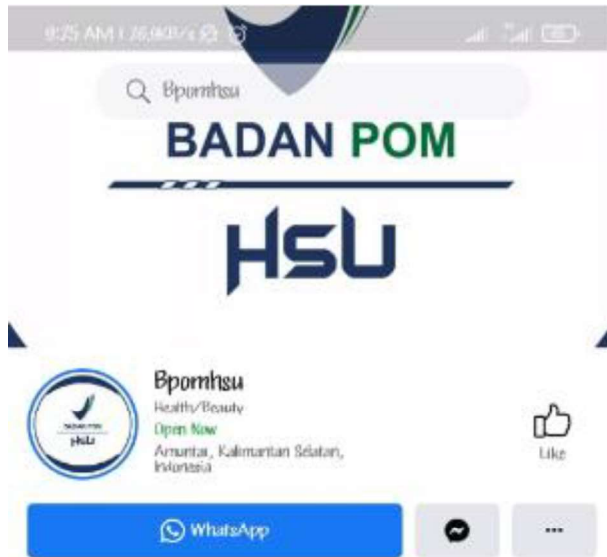 Bpomhsu
BADAN POM
HSU
Bpomhsu
Health/Beauty
Open Now
Amuntai, Kalimantan Selatan,
Indonesia
Like
WhatsApp